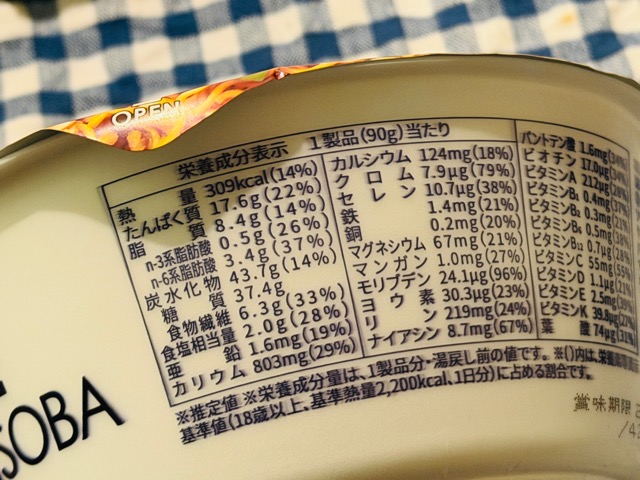 OPEN
栄養成分表示 1製品(90g)当たり
熱量 309kcal(14%)
たんぱく質 17.6g(22%)
脂質 8.4g(14%)
n-3系脂肪酸 0.5g(26%)
n-6系脂肪酸 3.4g(37%)
炭水化物 43.7g(14%)
糖質 37.4g
食物繊維 6.3g(33%)
食塩相当量 2.0g(28%)
亜鉛 1.6mg(19%)
カリウム 803mg(29%)
カルシウム 124mg(18%)
クロム 7.9μg(79%)
セレン 10.7μg(38%)
鉄 1.4mg(21%)
銅 0.2mg(20%)
マグネシウム 67mg(21%)
マンガン 1.0mg(27%)
モリブデン 24.1μg(96%)
ヨウ素 30.3μg(23%)
リン 219mg(24%)
ナイアシン 8.7mg(67%)
パントテン酸 1.6mg(34%)
ビオチン 17.0μg(34%)
ビタミンA 212μg(28%)
ビタミンB₁ 0.4mg(37%)
ビタミンB₂ 0.3mg(21%)
ビタミンB₆ 0.5mg(38%)
ビタミンB₁₂ 0.7μg(28%)
ビタミンC 55mg(55%)
ビタミンD 1.1μg(21%)
ビタミンE 2.5mg
ビタミンK 39.8μg
葉酸 74μg(31%)
※推定値 ※栄養成分量は、1製品分・湯戻し前の値です。※()内は、栄養
基準値(18歳以上、基準熱量2,200kcal、1日分)に占める割合です。
賞味期限
SOBA